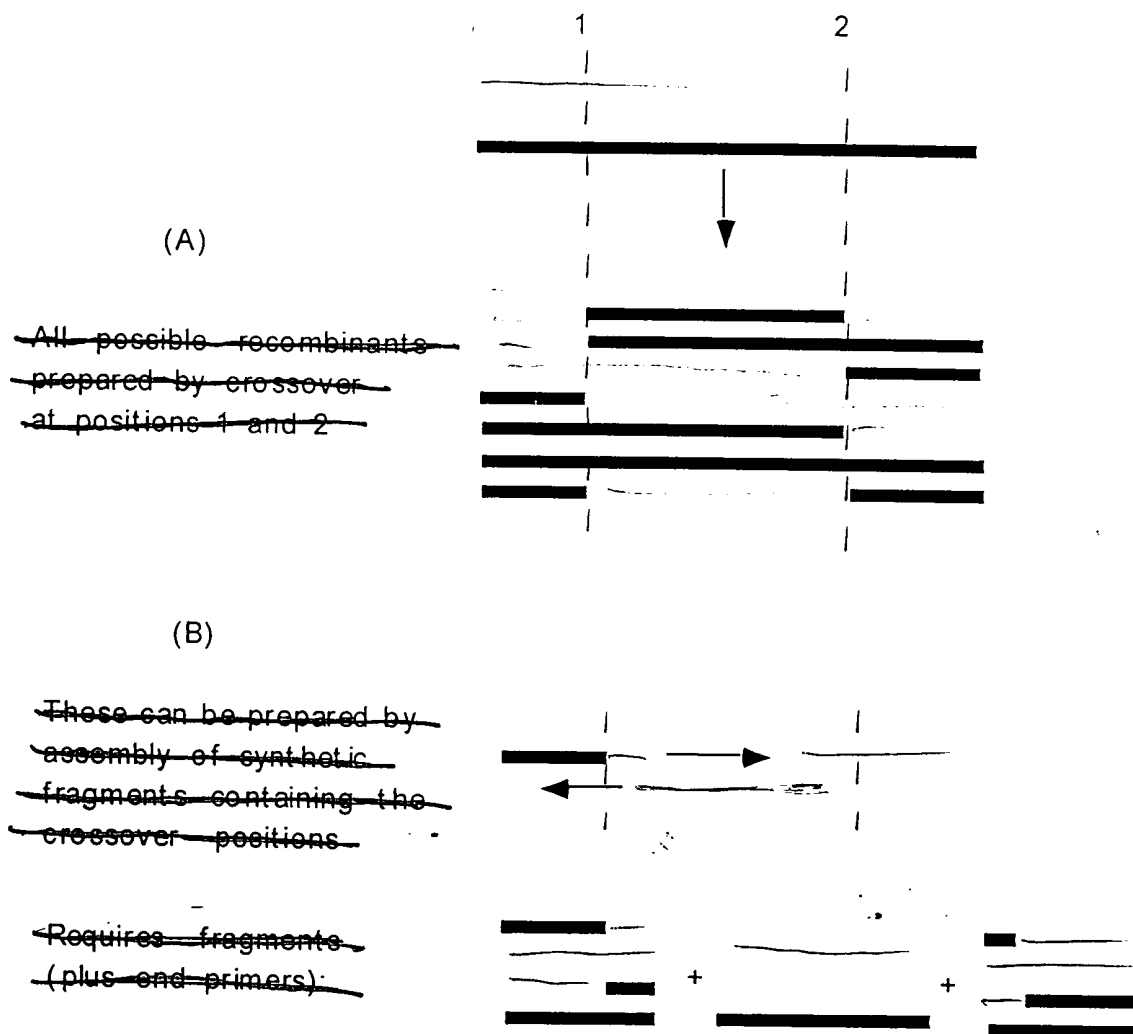 1 2
(A)
All possible recombinants
prepared by crossover
at positions 1 and 2
(B)
These can be prepared by
assembly of synthetic
fragments containing the
crossover positions
Requires fragments
(plus end primers):
+ +